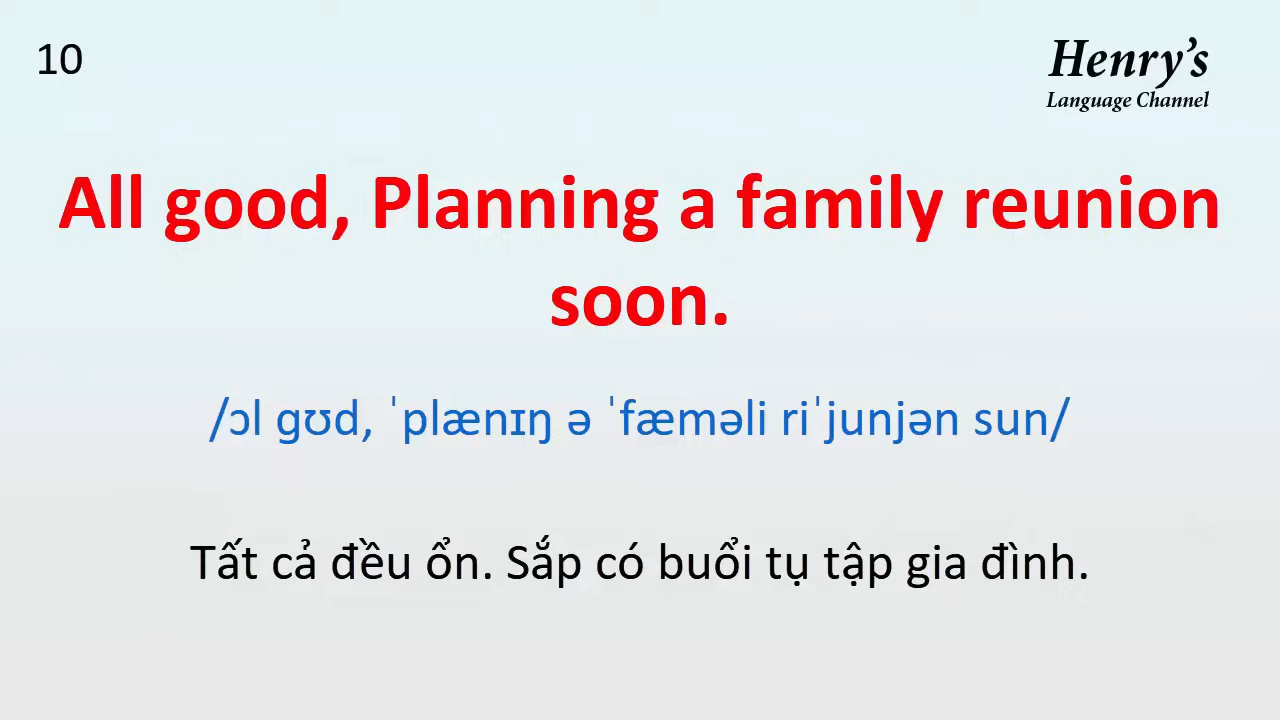 10
Henry's
Language Channel
All good, Planning a family reunion
soon.
/ɔl gʊd, ˈplænɪŋ ə ˈfæməli riˈjunjən sun/
Tất cả đều ổn. Sắp có buổi tụ tập gia đình.